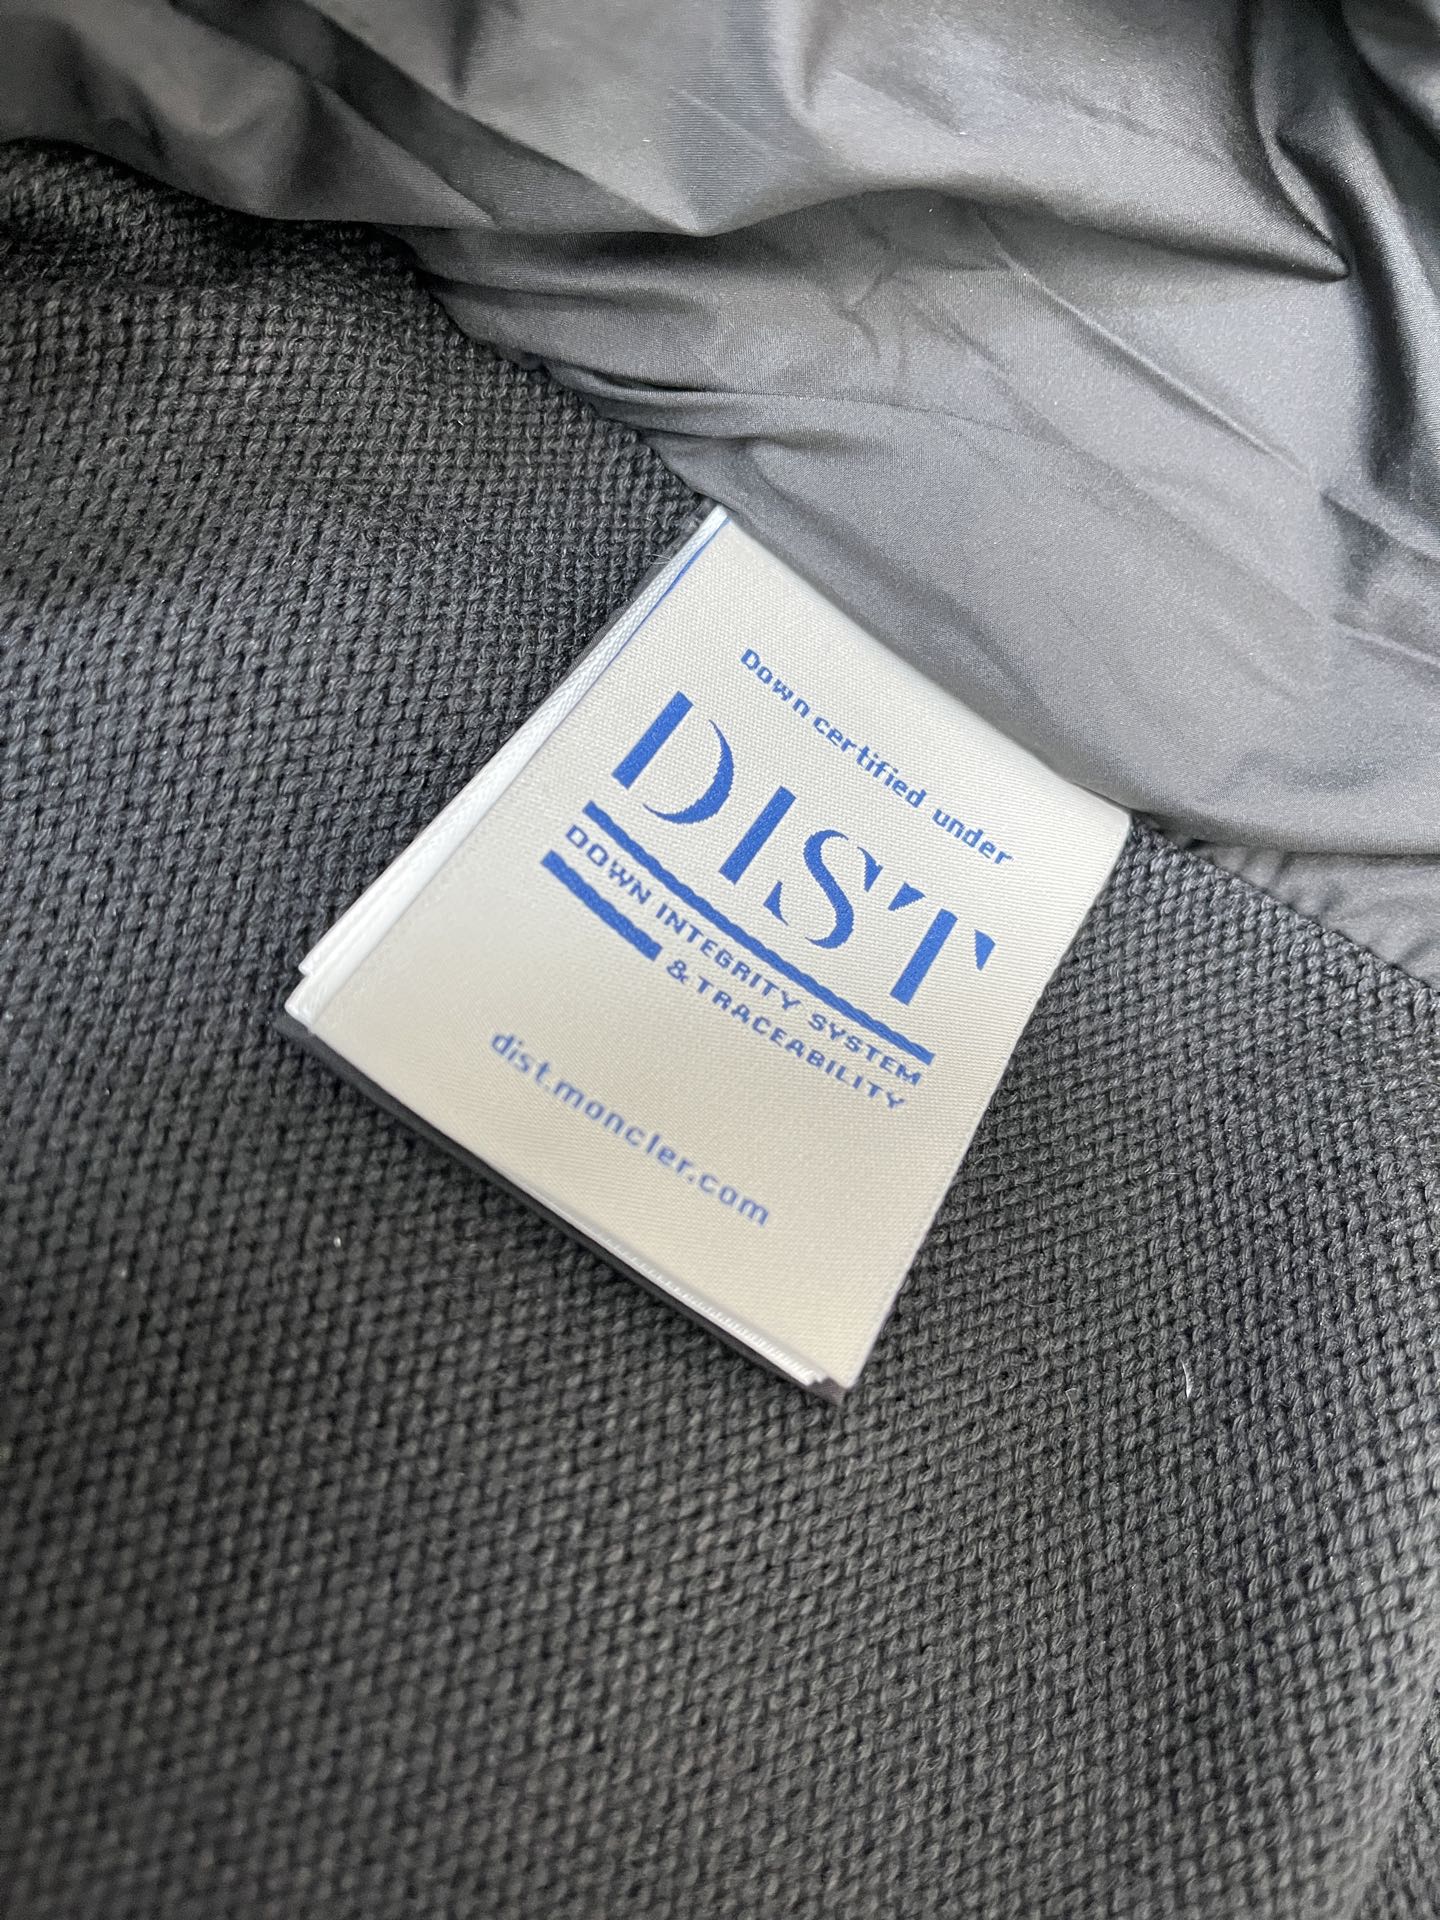 Down certified under
DIST
DOWN INTEGRITY SYSTEM
& TRACEABILITY
dist.moncler.com